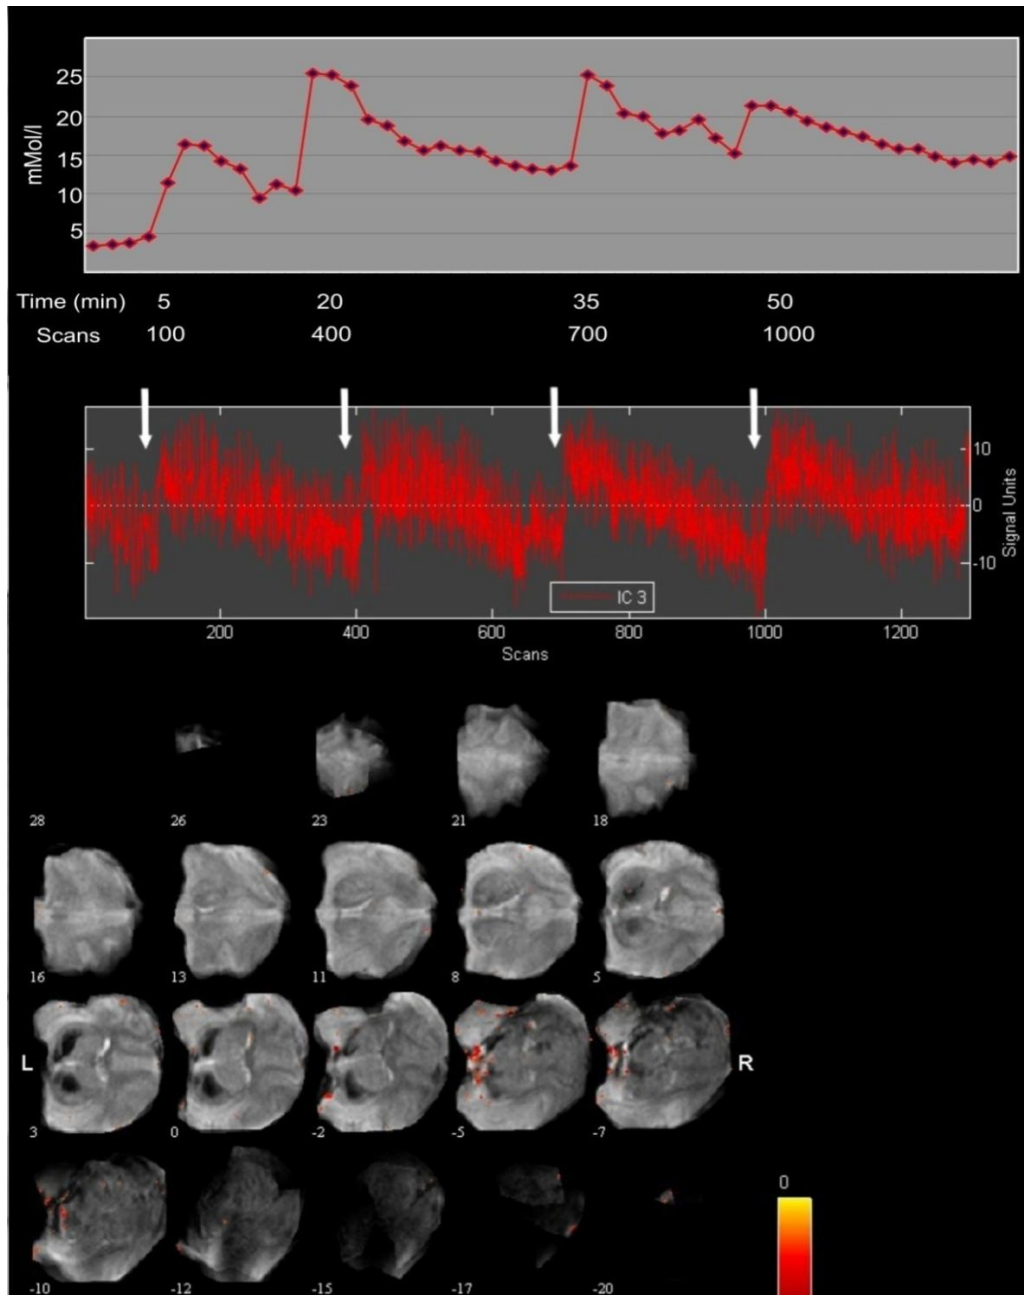 25
20
15
10
5
mMol/l
Time (min) 5 20 35 50
Scans 100 400 700 1000
10
0
-10
Signal Units
IC 3
200 400 600 800 1000 1200
Scans
28 26 23 21 18
16 13 11 8 5
L R
3 0 -2 -5 -7
0
-10 -12 -15 -17 -20